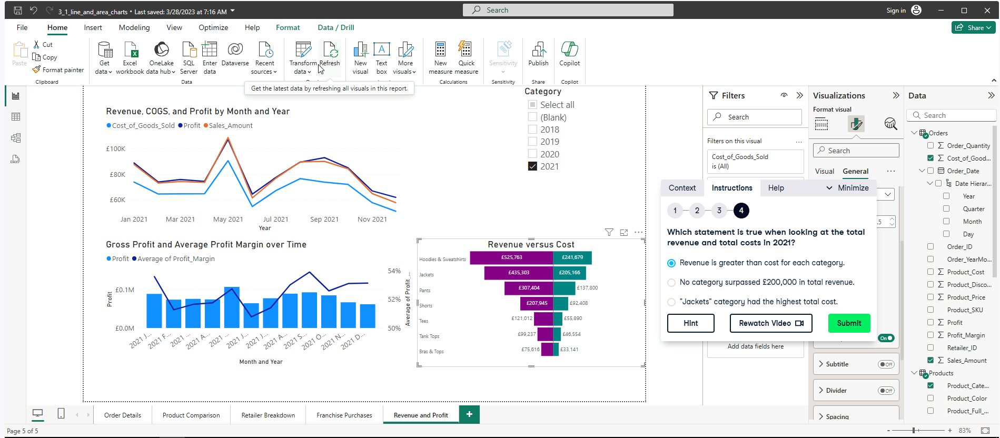 3_1_line_and_area_charts • Last saved: 3/28/2023 at 7:16 AM
Search
Sign in
File Home Insert Modeling View Optimize Help Format Data / Drill
Share
Paste
Cut
Copy
Format painter
Get data
Excel workbook
OneLake data hub
SQL Server
Enter data
Dataverse
Recent sources
Transform data
Refresh
New visual
Text box
More visuals
New measure
Quick measure
Sensitivity
Publish
Copilot
Clipboard
Data
Calculations
Sensitivity
Share
Copilot
Get the latest data by refreshing all visuals in this report.
Revenue, COGS, and Profit by Month and Year
Cost_of_Goods_Sold Profit Sales_Amount
£100K
£80K
£60K
Jan 2021 Mar 2021 May 2021 Jul 2021 Sep 2021 Nov 2021
Year
Category
Select all
(Blank)
2018
2019
2020
2021
Gross Profit and Average Profit Margin over Time
Profit Average of Profit_Margin
Profit
£0.1M
£0.0M
54%
52%
50%
Average of Profit_...
2021 J... 2021 F... 2021 ... 2021 A... 2021 ... 2021 J... 2021 J... 2021 A... 2021 S... 2021 O... 2021 N... 2021 D...
Month and Year
Revenue versus Cost
Hoodies & Sweatshirts £525,763 £241,679
Jackets £435,303 £205,166
Pants £307,404 £137,800
Shorts £207,945 £92,408
Tees £121,012 £55,890
Tank Tops £99,237 £46,554
Bras & Tops £75,616 £33,141
Filters
Search
Filters on this visual
Cost_of_Goods_Sold
is (All)
Add data fields here
Visualizations
Format visual
Search
Visual General
.5
On
Subtitle Off
Divider Off
Spacing
Context Instructions Help Minimize
1 2 3 4
Which statement is true when looking at the total
revenue and total costs in 2021?
Revenue is greater than cost for each category.
No category surpassed £200,000 in total revenue.
"Jackets" category had the highest total cost.
Hint Rewatch Video Submit
Data
Search
Orders
Order_Quantity
Cost_of_Good...
Order_Date
Date Hierar...
Year
Quarter
Month
Day
Order_ID
Order_YearMo...
Product_Cost
Product_Disco...
Product_Price
Product_SKU
Profit
Profit_Margin
Retailer_ID
Sales_Amount
Products
Product_Cate...
Product_Color
Product_Full_...
Order Details Product Comparison Retailer Breakdown Franchise Purchases Revenue and Profit +
Page 5 of 5
- + 83%